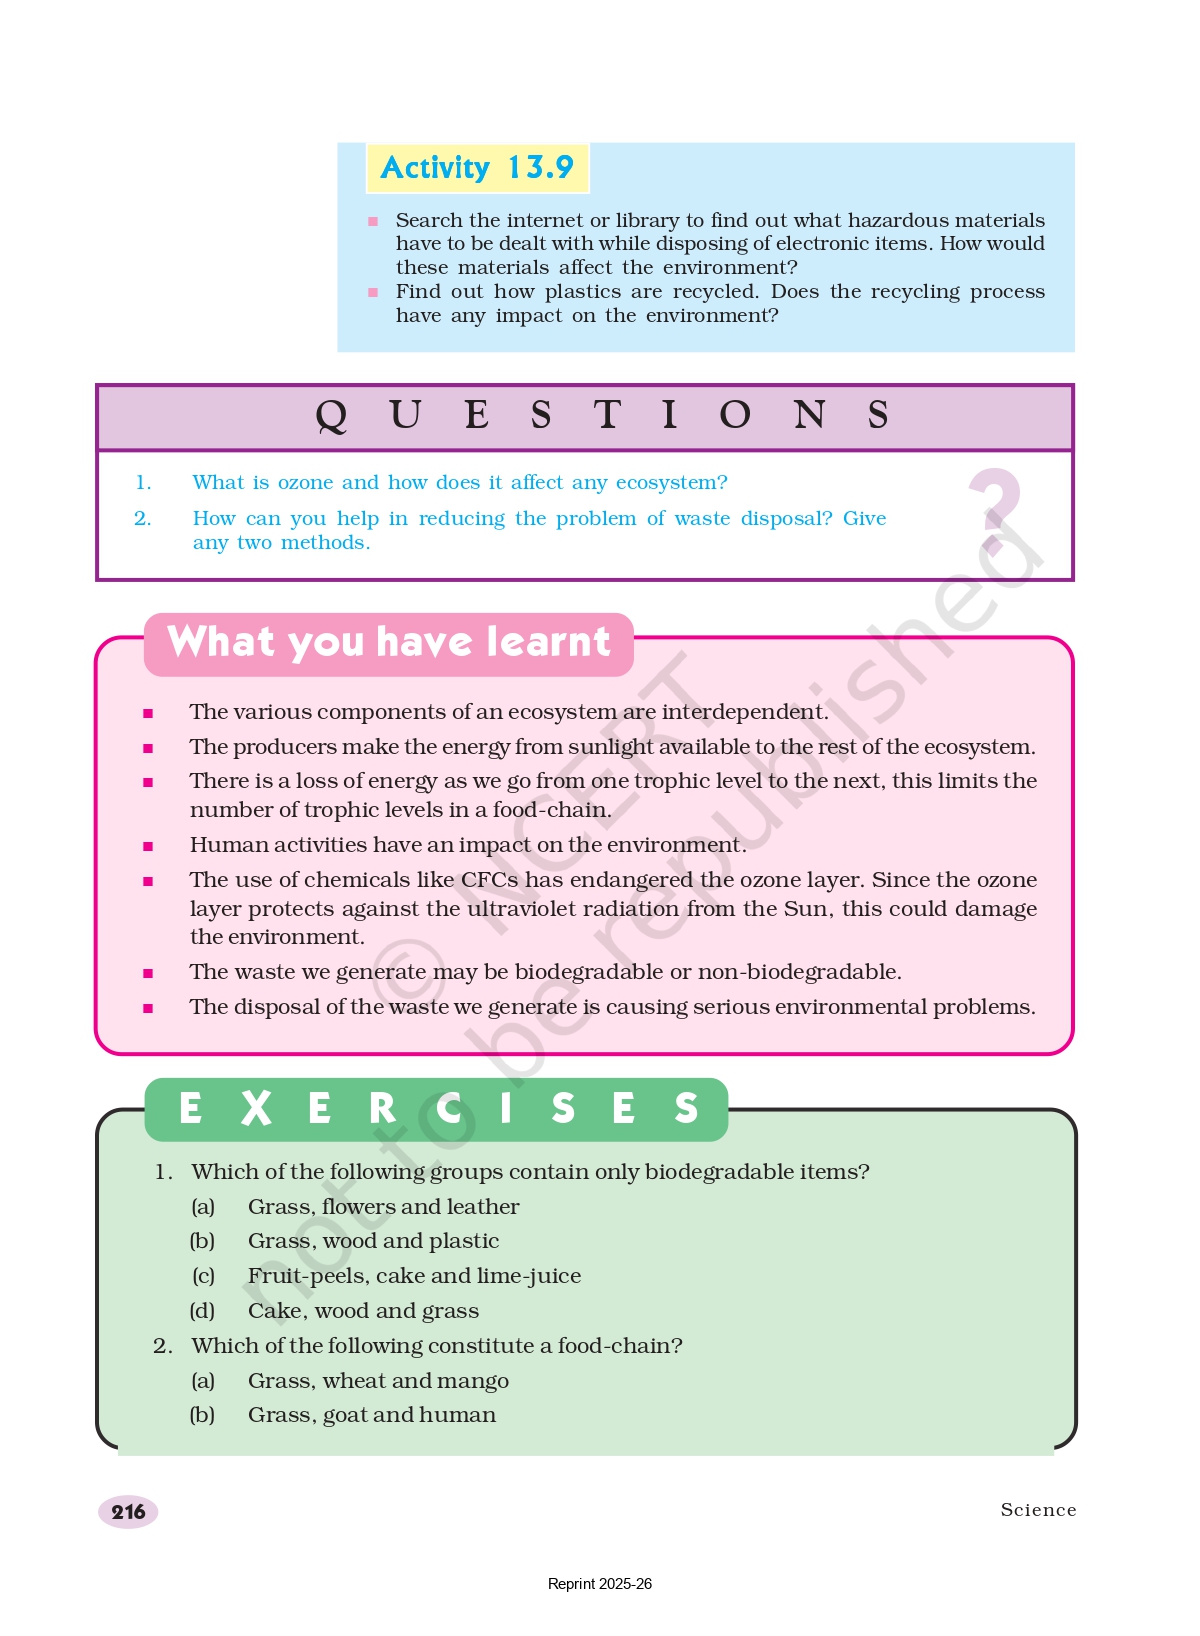 Activity 13.9
■ Search the internet or library to find out what hazardous materials
have to be dealt with while disposing of electronic items. How would
these materials affect the environment?
■ Find out how plastics are recycled. Does the recycling process
have any impact on the environment?
QUESTIONS
1. What is ozone and how does it affect any ecosystem?
2. How can you help in reducing the problem of waste disposal? Give
any two methods.
?
What you have learnt
■ The various components of an ecosystem are interdependent.
■ The producers make the energy from sunlight available to the rest of the ecosystem.
■ There is a loss of energy as we go from one trophic level to the next, this limits the
number of trophic levels in a food-chain.
■ Human activities have an impact on the environment.
■ The use of chemicals like CFCs has endangered the ozone layer. Since the ozone
layer protects against the ultraviolet radiation from the Sun, this could damage
the environment.
■ The waste we generate may be biodegradable or non-biodegradable.
■ The disposal of the waste we generate is causing serious environmental problems.
EXERCISES
1. Which of the following groups contain only biodegradable items?
(a) Grass, flowers and leather
(b) Grass, wood and plastic
(c) Fruit-peels, cake and lime-juice
(d) Cake, wood and grass
2. Which of the following constitute a food-chain?
(a) Grass, wheat and mango
(b) Grass, goat and human
216
Science
Reprint 2025-26
© NCERT
not to be republished